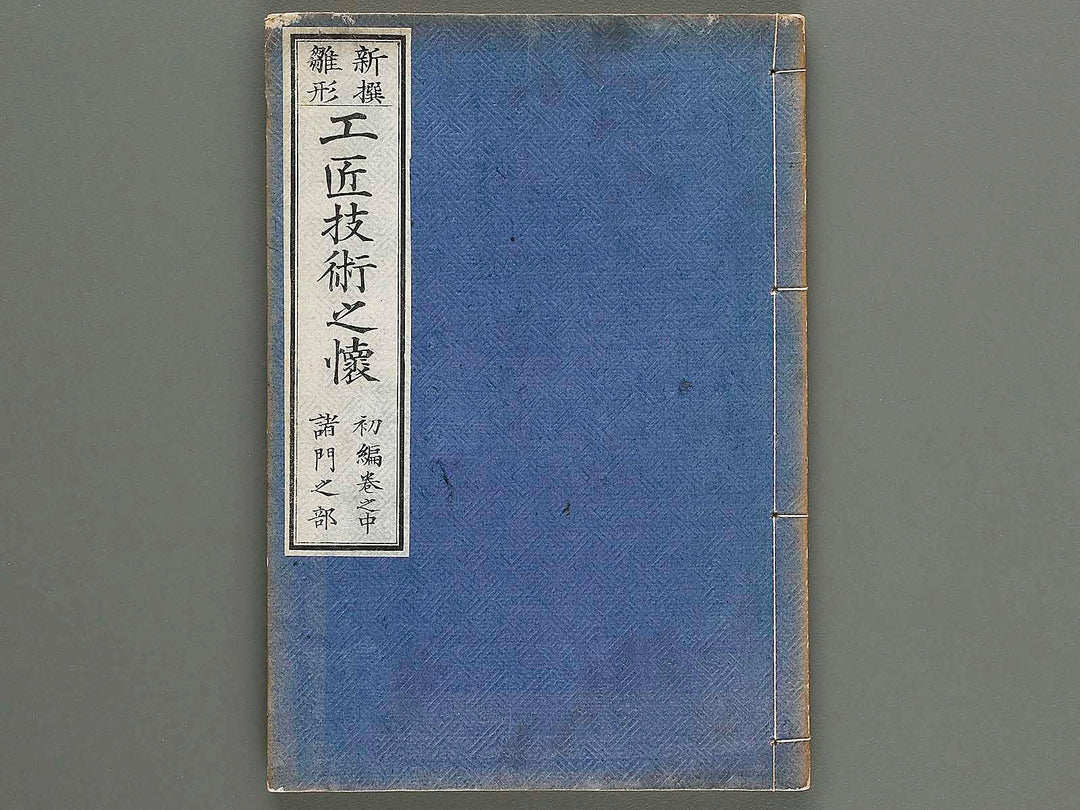 新撰
雛形
工匠技術之懐
初編巻之中
諸門之部